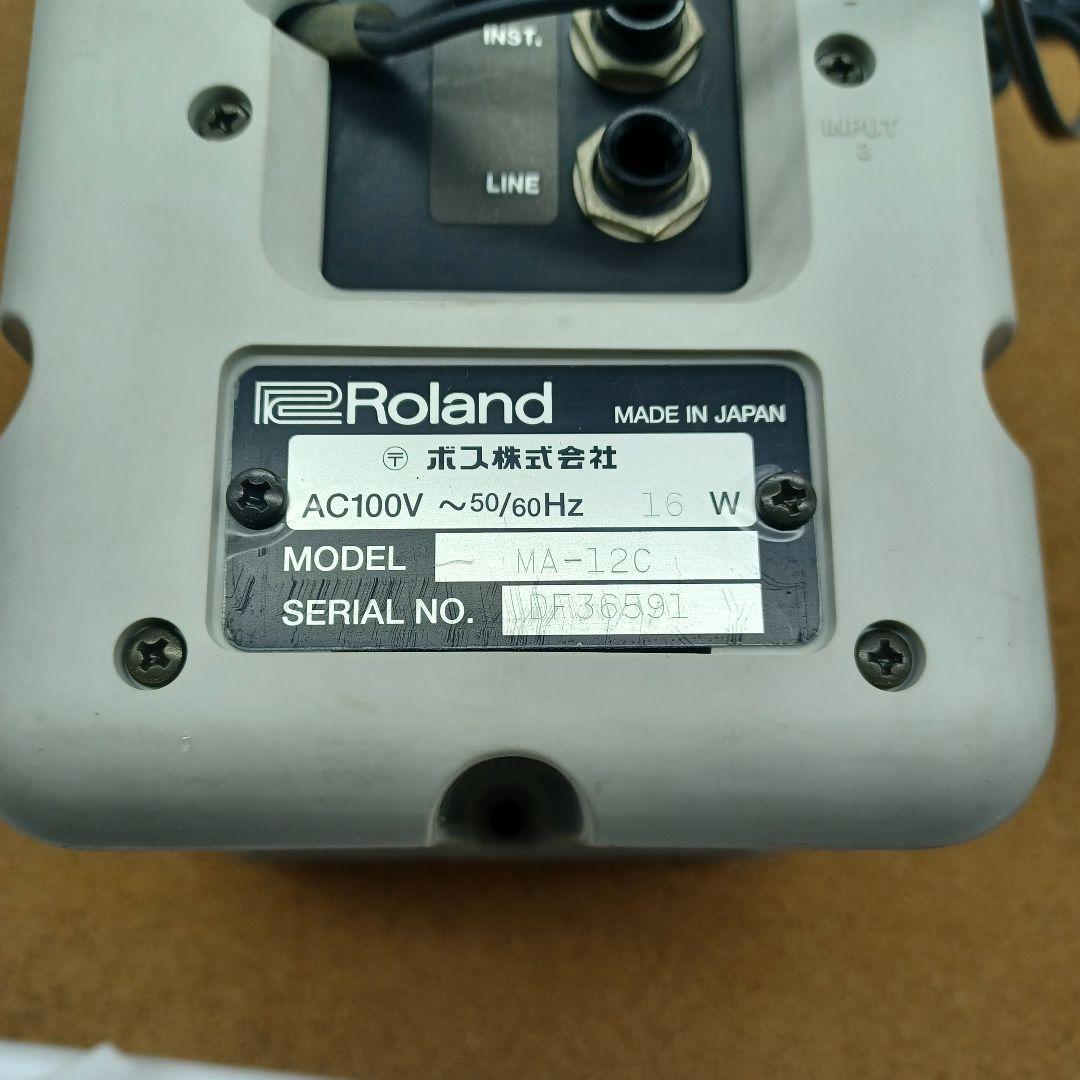 INST.
LINE
INPUT
3
Roland MADE IN JAPAN
〒 ボス株式会社
AC100V ～50/60Hz 16 W
MODEL MA-12C
SERIAL NO. DF36591